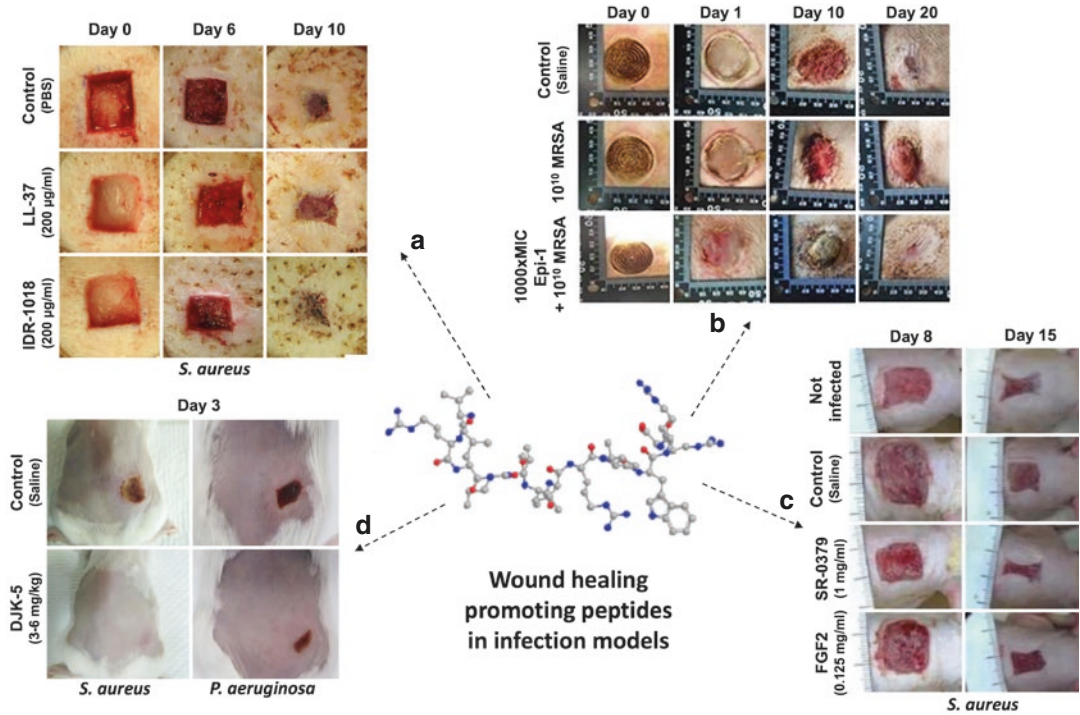 Day 0 Day 6 Day 10
Control
(PBS)
LL-37
(200 µg/ml)
IDR-1018
(200 µg/ml)
S. aureus
a
Day 0 Day 1 Day 10 Day 20
Control
(Saline)
10¹⁰ MRSA
1000xMIC
Epi-1
+ 10¹⁰ MRSA
b
Day 3
Control
(Saline)
DJK-5
(3-6 mg/kg)
S. aureus P. aeruginosa
d
Wound healing
promoting peptides
in infection models
c
Day 8 Day 15
Not
infected
Control
(Saline)
SR-0379
(1 mg/ml)
FGF2
(0.125 mg/ml)
S. aureus